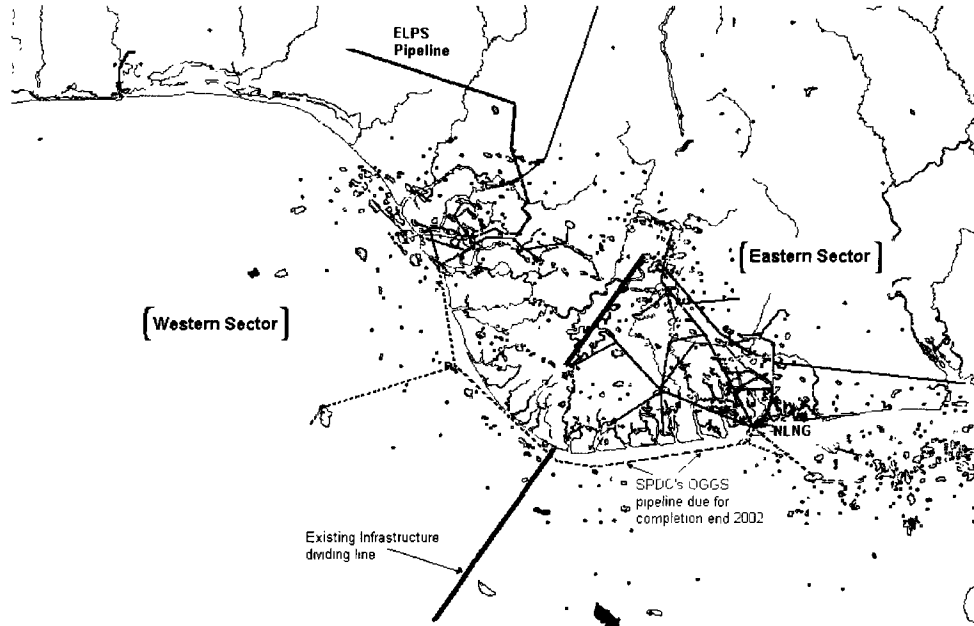 ELPS
Pipeline
[Eastern Sector]
[Western Sector]
NLNG
SPDC's OGGS
pipeline due for
completion end 2002
Existing Infrastructure
dividing line